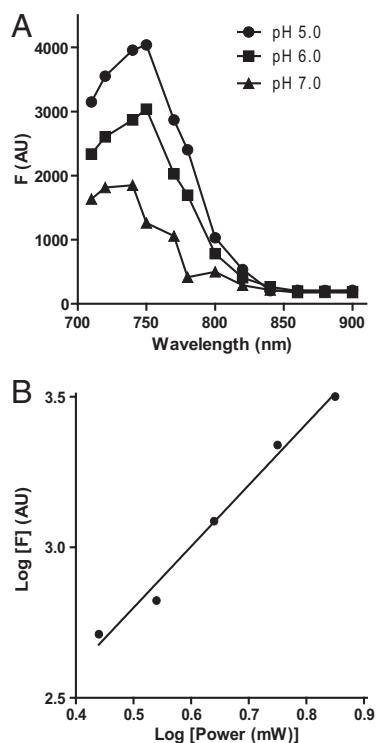 A
pH 5.0
pH 6.0
pH 7.0
4000
3000
2000
1000
0
F (AU)
700 750 800 850 900
Wavelength (nm)
B
3.5
3.0
2.5
Log [F] (AU)
0.4 0.5 0.6 0.7 0.8 0.9
Log [Power (mW)]